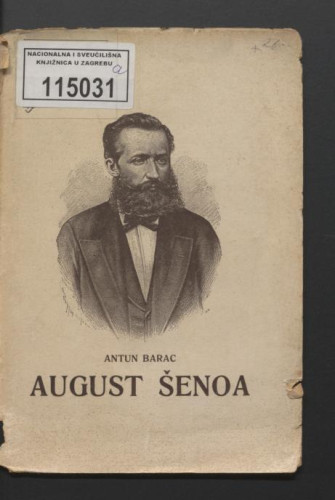 NACIONALNA I SVEUČILIŠNA
KNJIŽNICA U ZAGREBU
a
115031
ANTUN BARAC
AUGUST ŠENOA